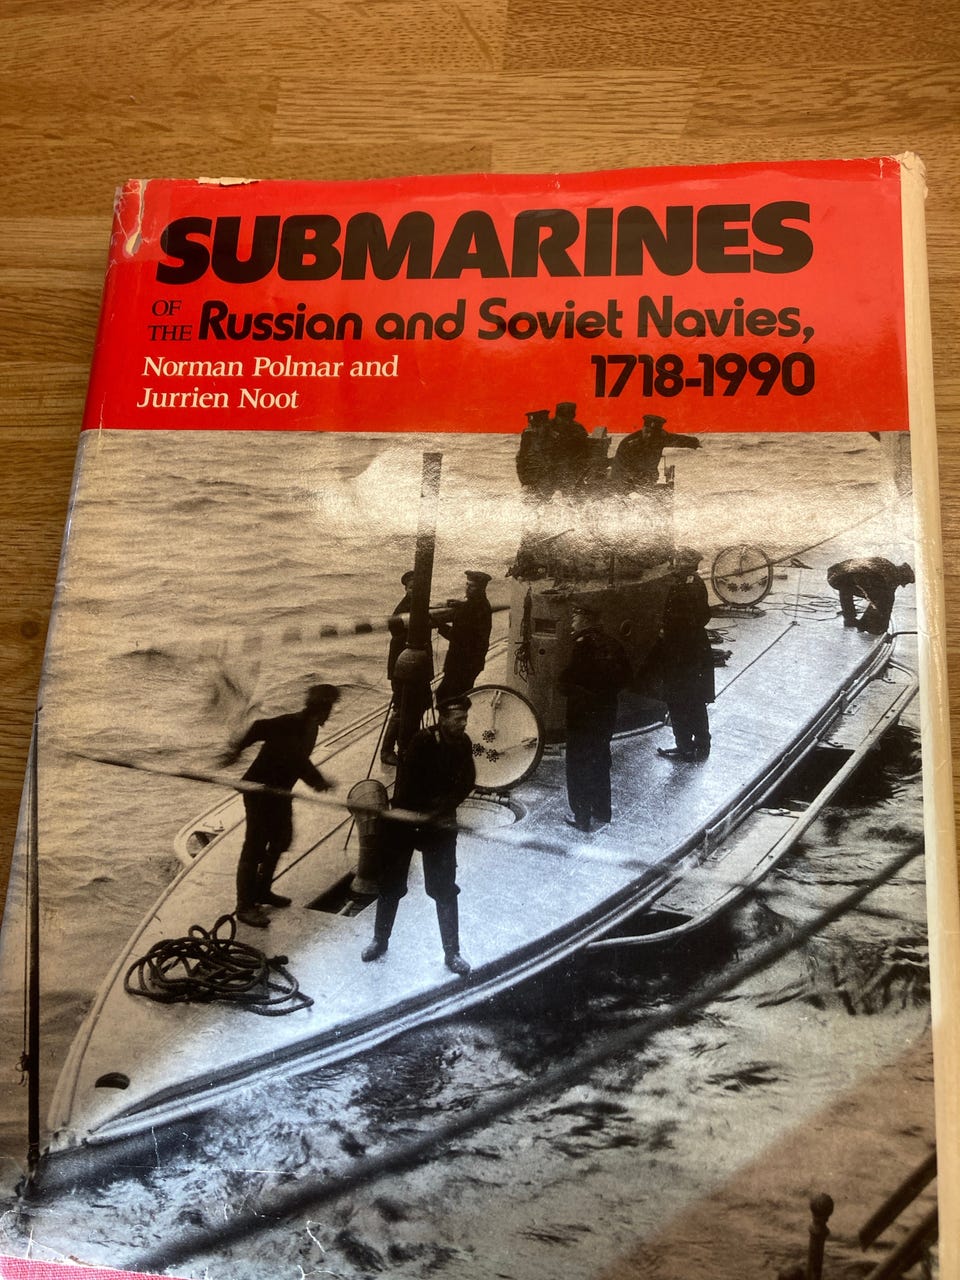 SUBMARINES
OF THE Russian and Soviet Navies,
1718-1990
Norman Polmar and
Jurrien Noot